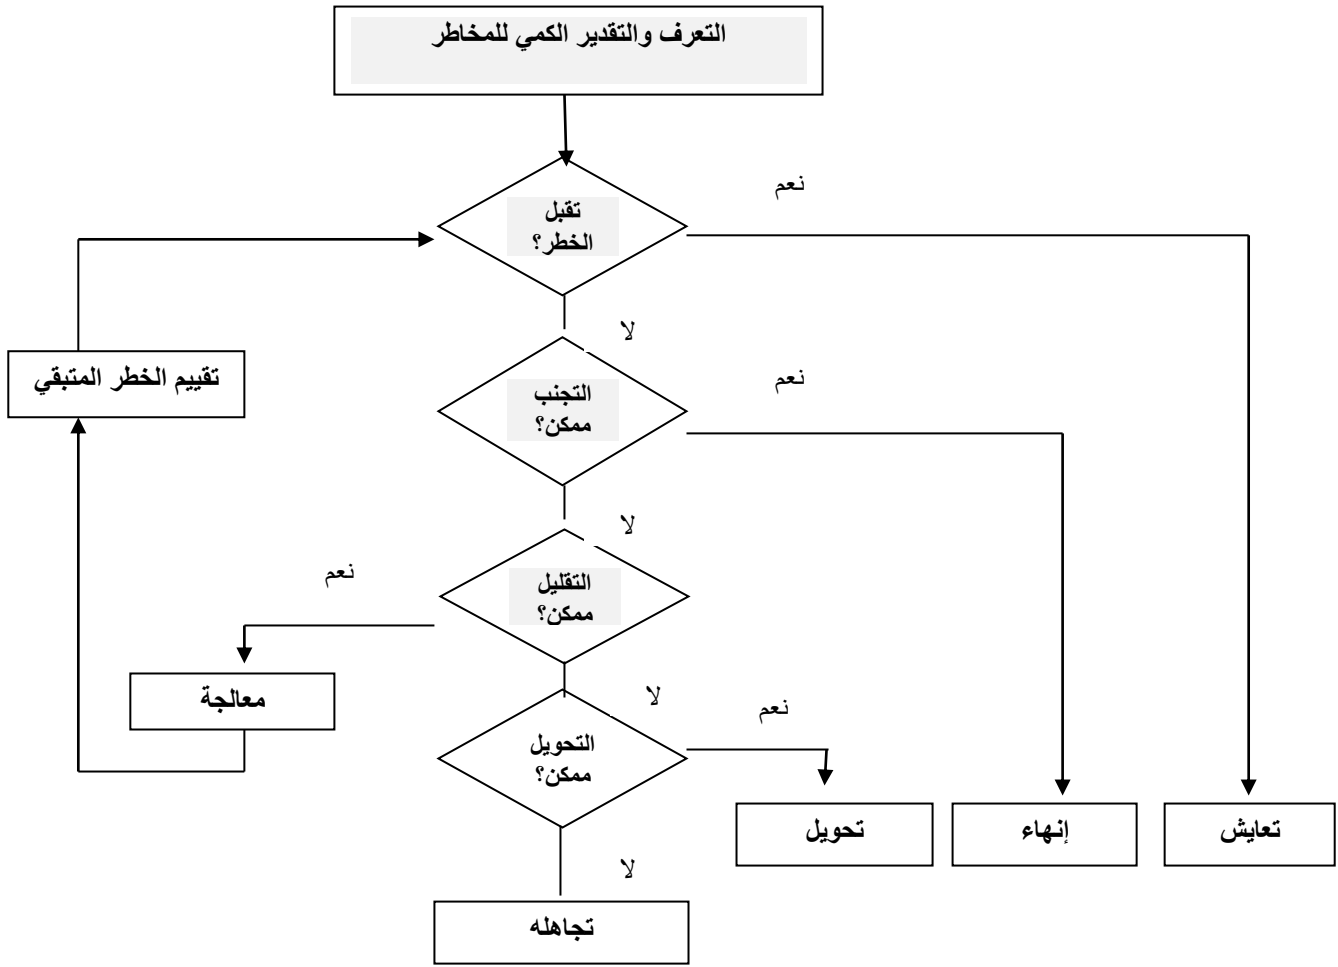 التعرف والتقدير الكمي للمخاطر
نعم
تقبل
الخطر؟
لا
تقييم الخطر المتبقي
نعم
التجنب
ممكن؟
لا
نعم
التقليل
ممكن؟
معالجة
لا
نعم
التحويل
ممكن؟
تعايش
إنهاء
تحويل
لا
تجاهله